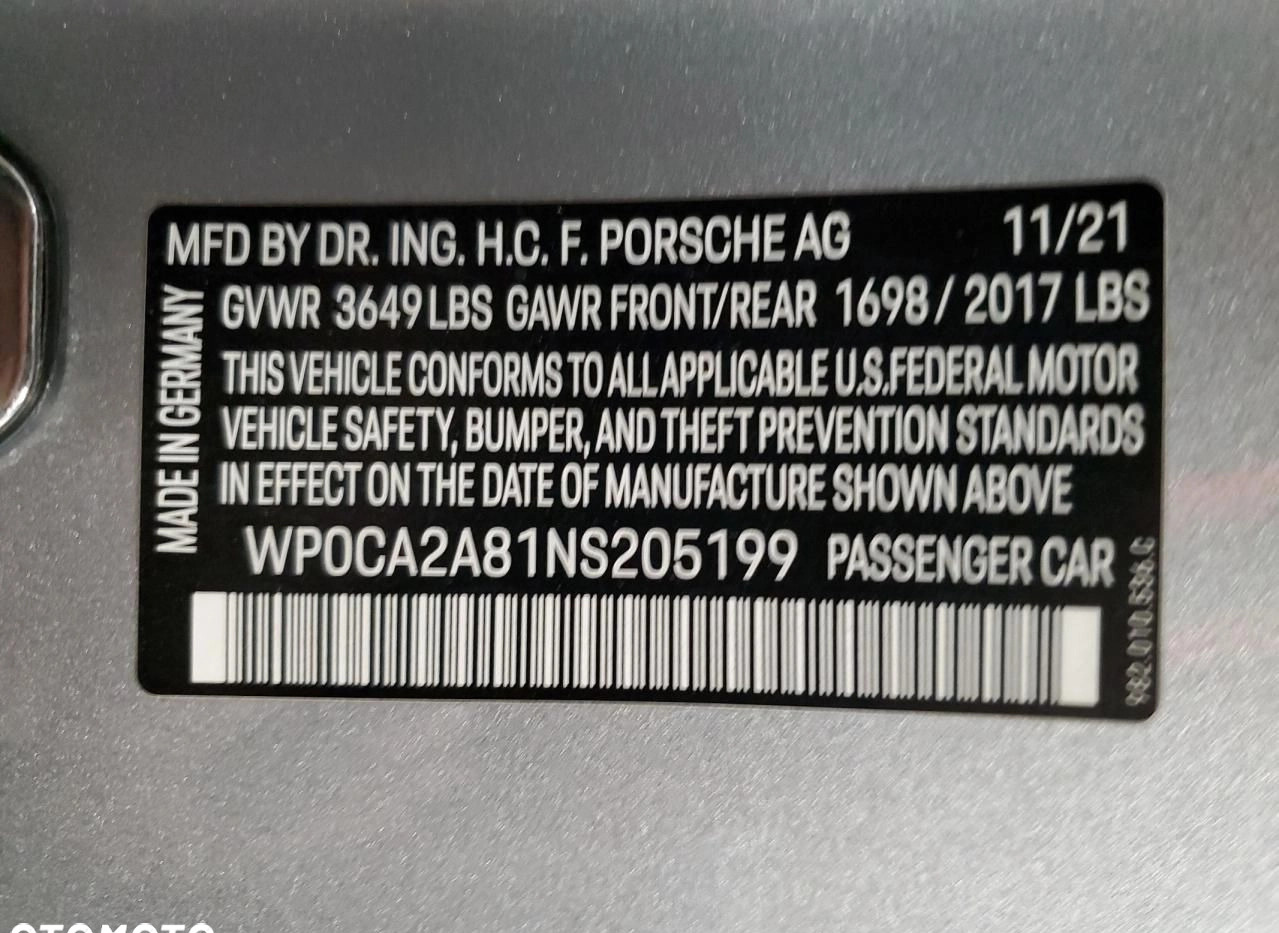 MFD BY DR. ING. H.C. F. PORSCHE AG 11/21
GVWR 3649 LBS GAWR FRONT/REAR 1698 / 2017 LBS
THIS VEHICLE CONFORMS TO ALL APPLICABLE U.S.FEDERAL MOTOR
VEHICLE SAFETY, BUMPER, AND THEFT PREVENTION STANDARDS
IN EFFECT ON THE DATE OF MANUFACTURE SHOWN ABOVE
WP0CA2A81NS205199 PASSENGER CAR
MADE IN GERMANY
OTOMOTO